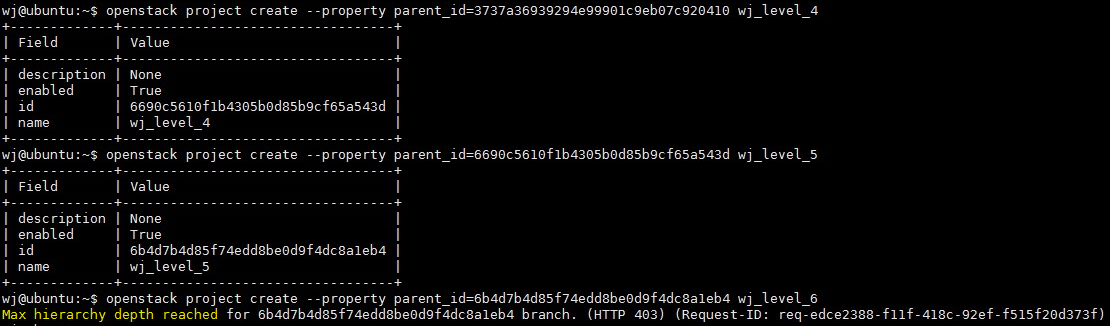 wj@ubuntu:~$ openstack project create --property parent_id=3737a36939294e99901c9eb07c920410 wj_level_4
+-------------+----------------------------------+
| Field       | Value                            |
+-------------+----------------------------------+
| description | None                             |
| enabled     | True                             |
| id          | 6690c5610f1b4305b0d85b9cf65a543d |
| name        | wj_level_4                       |
+-------------+----------------------------------+
wj@ubuntu:~$ openstack project create --property parent_id=6690c5610f1b4305b0d85b9cf65a543d wj_level_5
+-------------+----------------------------------+
| Field       | Value                            |
+-------------+----------------------------------+
| description | None                             |
| enabled     | True                             |
| id          | 6b4d7b4d85f74edd8be0d9f4dc8a1eb4 |
| name        | wj_level_5                       |
+-------------+----------------------------------+
wj@ubuntu:~$ openstack project create --property parent_id=6b4d7b4d85f74edd8be0d9f4dc8a1eb4 wj_level_6
Max hierarchy depth reached for 6b4d7b4d85f74edd8be0d9f4dc8a1eb4 branch. (HTTP 403) (Request-ID: req-edce2388-f11f-418c-92ef-f515f20d373f)